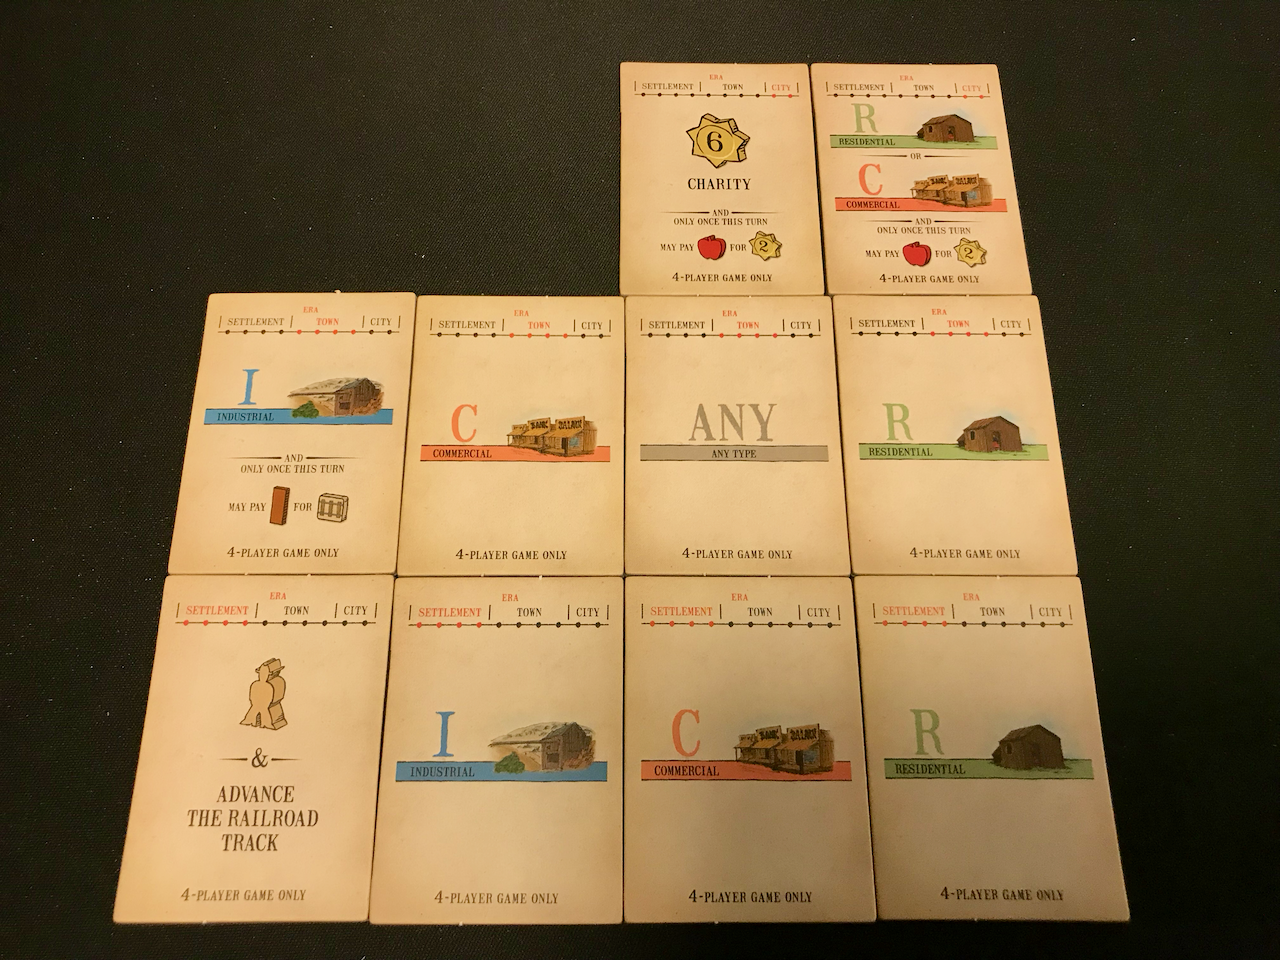 ERA
SETTLEMENT TOWN CITY
6
CHARITY
AND
ONLY ONCE THIS TURN
MAY PAY FOR 2
4-PLAYER GAME ONLY
ERA
SETTLEMENT TOWN CITY
R
RESIDENTIAL
OR
C
BANK SALOON
COMMERCIAL
AND
ONLY ONCE THIS TURN
MAY PAY FOR 2
4-PLAYER GAME ONLY
ERA
SETTLEMENT TOWN CITY
I
INDUSTRIAL
AND
ONLY ONCE THIS TURN
MAY PAY FOR
4-PLAYER GAME ONLY
ERA
SETTLEMENT TOWN CITY
C
BANK SALOON
COMMERCIAL
4-PLAYER GAME ONLY
ERA
SETTLEMENT TOWN CITY
ANY
ANY TYPE
4-PLAYER GAME ONLY
ERA
SETTLEMENT TOWN CITY
R
RESIDENTIAL
4-PLAYER GAME ONLY
ERA
SETTLEMENT TOWN CITY
&
ADVANCE
THE RAILROAD
TRACK
4-PLAYER GAME ONLY
ERA
SETTLEMENT TOWN CITY
I
INDUSTRIAL
4-PLAYER GAME ONLY
ERA
SETTLEMENT TOWN CITY
C
BANK SALOON
COMMERCIAL
4-PLAYER GAME ONLY
ERA
SETTLEMENT TOWN CITY
R
RESIDENTIAL
4-PLAYER GAME ONLY